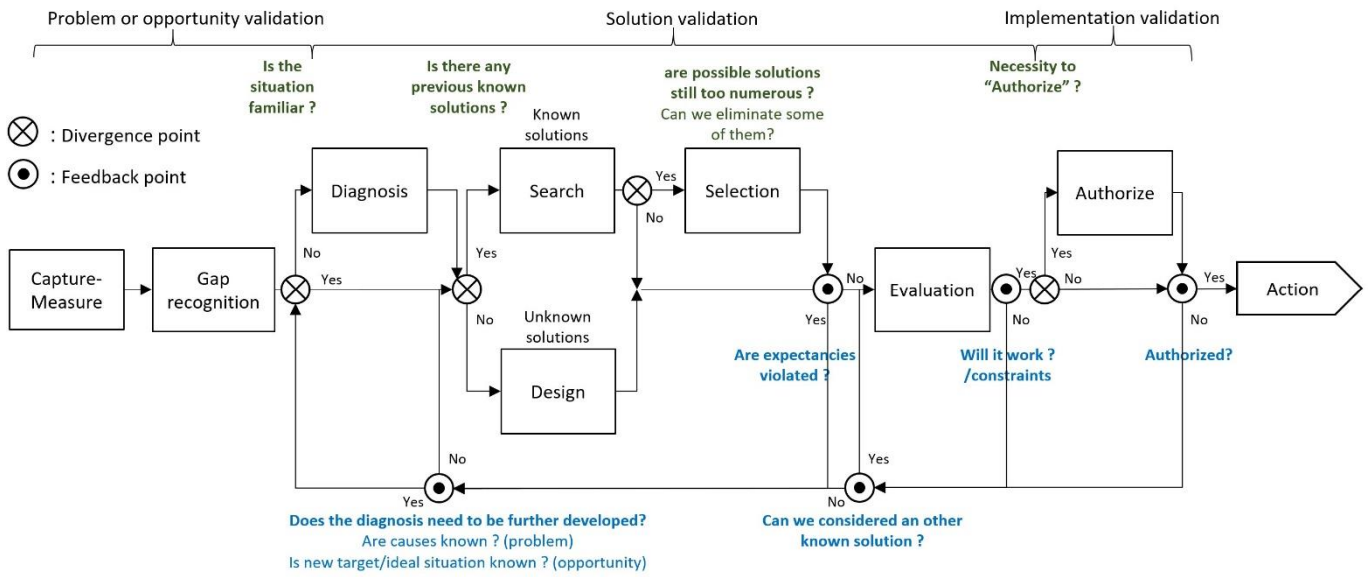 Problem or opportunity validation
Solution validation
Implementation validation
Is the
situation
familiar ?
Is there any
previous known
solutions ?
are possible solutions
still too numerous ?
Can we eliminate some
of them?
Necessity to
“Authorize” ?
: Divergence point
: Feedback point
Known
solutions
Diagnosis
Search
Yes
Selection
Authorize
No
No
Yes
Yes
Capture-
Measure
Gap
recognition
Yes
No
Unknown
solutions
Design
No
Yes
Evaluation
Yes
No
No
Yes
No
Action
Are expectancies
violated ?
Will it work ?
/constraints
Authorized?
No
Yes
Yes
No
Does the diagnosis need to be further developed?
Are causes known ? (problem)
Is new target/ideal situation known ? (opportunity)
Can we considered an other
known solution ?